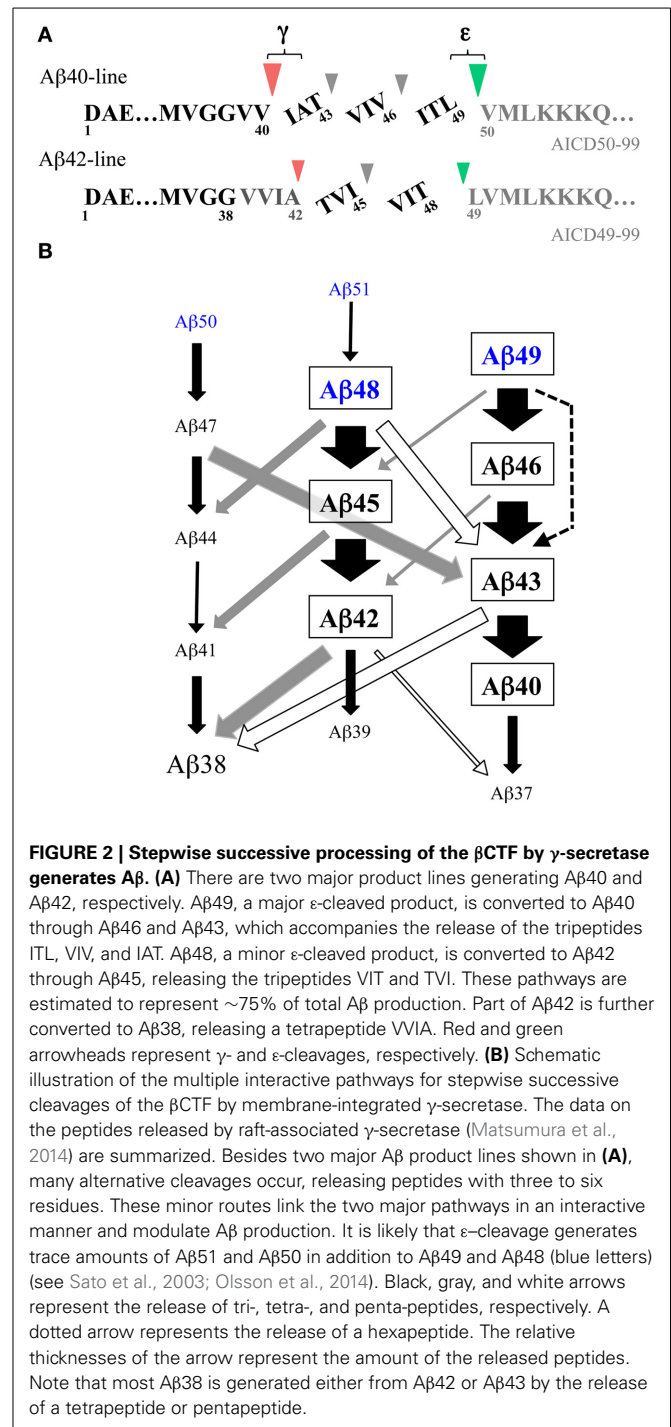 A
γ
ε
Aβ40-line
DAE...MVGGVV IAT VIV ITL VMLKKKQ...
1 40 43 46 49 50
AICD50-99
Aβ42-line
DAE...MVGGVVIA TVI VIT LVMLKKKQ...
1 38 42 45 48 49
AICD49-99
B
Aβ51
Aβ50
Aβ49
Aβ48
Aβ47
Aβ46
Aβ45
Aβ44
Aβ43
Aβ42
Aβ41
Aβ40
Aβ39
Aβ38
Aβ37
FIGURE 2 | Stepwise successive processing of the βCTF by γ-secretase
generates Aβ. (A) There are two major product lines generating Aβ40 and
Aβ42, respectively. Aβ49, a major ε-cleaved product, is converted to Aβ40
through Aβ46 and Aβ43, which accompanies the release of the tripeptides
ITL, VIV, and IAT. Aβ48, a minor ε-cleaved product, is converted to Aβ42
through Aβ45, releasing the tripeptides VIT and TVI. These pathways are
estimated to represent ∼75% of total Aβ production. Part of Aβ42 is further
converted to Aβ38, releasing a tetrapeptide VVIA. Red and green
arrowheads represent γ- and ε-cleavages, respectively. (B) Schematic
illustration of the multiple interactive pathways for stepwise successive
cleavages of the βCTF by membrane-integrated γ-secretase. The data on
the peptides released by raft-associated γ-secretase (Matsumura et al.,
2014) are summarized. Besides two major Aβ product lines shown in (A),
many alternative cleavages occur, releasing peptides with three to six
residues. These minor routes link the two major pathways in an interactive
manner and modulate Aβ production. It is likely that ε–cleavage generates
trace amounts of Aβ51 and Aβ50 in addition to Aβ49 and Aβ48 (blue letters)
(see Sato et al., 2003; Olsson et al., 2014). Black, gray, and white arrows
represent the release of tri-, tetra-, and penta-peptides, respectively. A
dotted arrow represents the release of a hexapeptide. The relative
thicknesses of the arrow represent the amount of the released peptides.
Note that most Aβ38 is generated either from Aβ42 or Aβ43 by the release
of a tetrapeptide or pentapeptide.